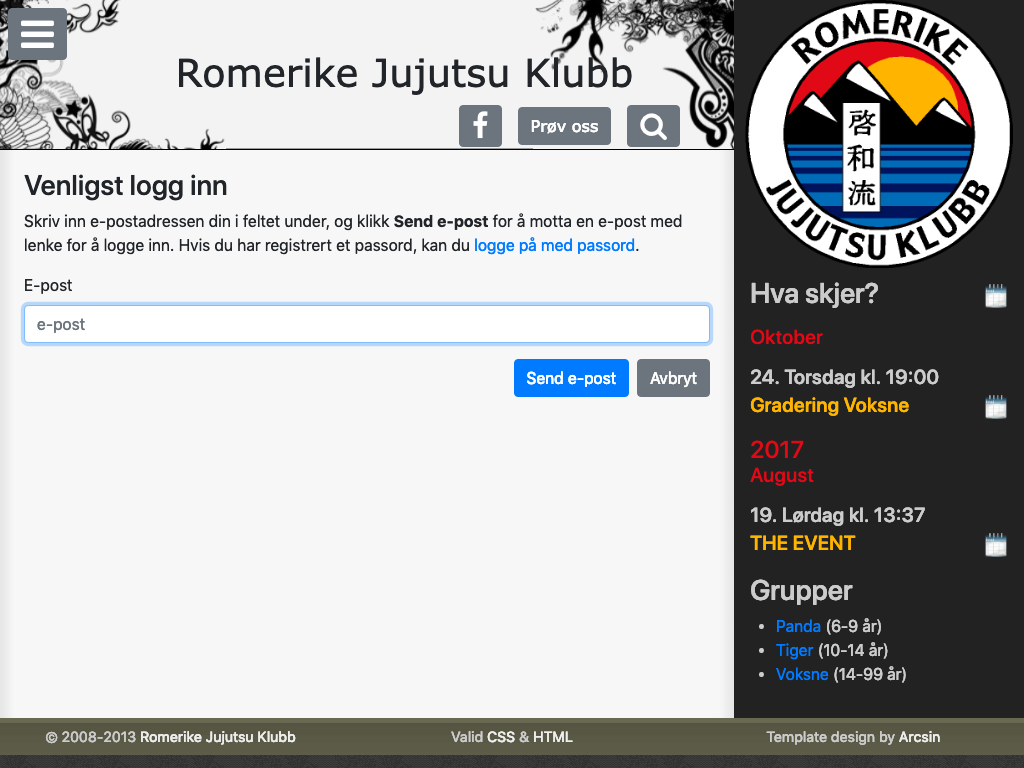 Romerike Jujutsu Klubb
Prøv oss
Venligst logg inn
Skriv inn e-postadressen din i feltet under, og klikk Send e-post for å motta en e-post med
lenke for å logge inn. Hvis du har registrert et passord, kan du logge på med passord.
E-post
e-post
Send e-post
Avbryt
ROMERIKE
啓和流
JUJUTSU KLUBB
Hva skjer?
Oktober
24. Torsdag kl. 19:00
Gradering Voksne
2017
August
19. Lørdag kl. 13:37
THE EVENT
Grupper
• Panda (6-9 år)
• Tiger (10-14 år)
• Voksne (14-99 år)
© 2008-2013 Romerike Jujutsu Klubb
Valid CSS & HTML
Template design by Arcsin